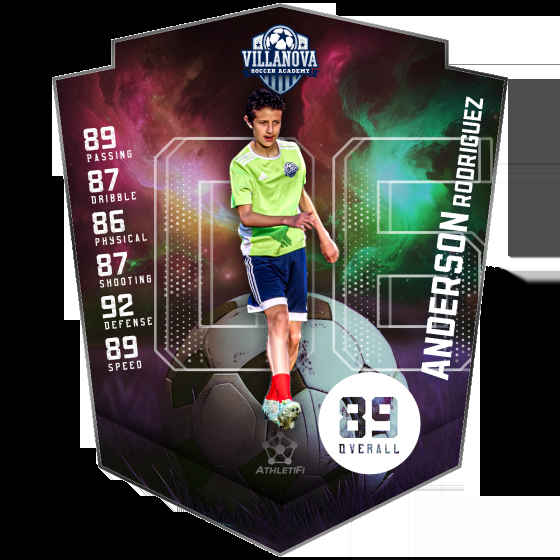 VILLANOVA
SOCCER ACADEMY
89
PASSING
87
DRIBBLE
86
PHYSICAL
87
SHOOTING
92
DEFENSE
89
SPEED
06
ANDERSON RODRIGUEZ
89
OVERALL
ATHLETIFI